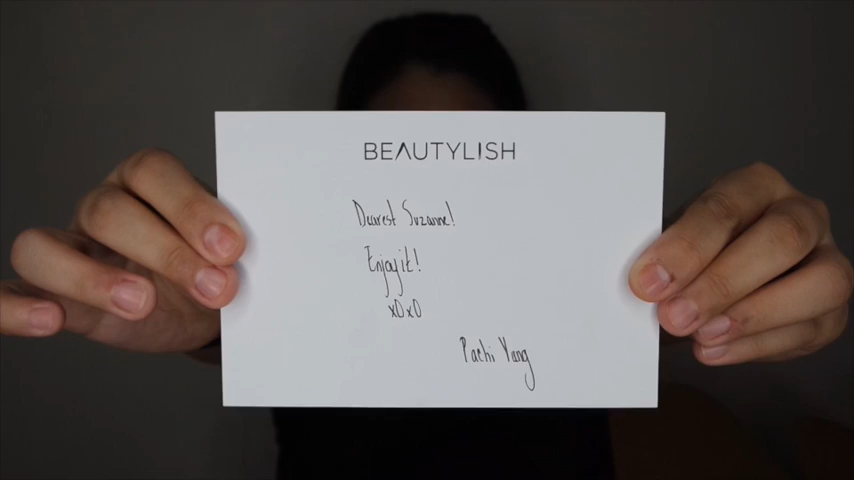 BEAUTYLISH
Dearest Suzanne!
Enjoy it!
xOxO
Pachi Yang